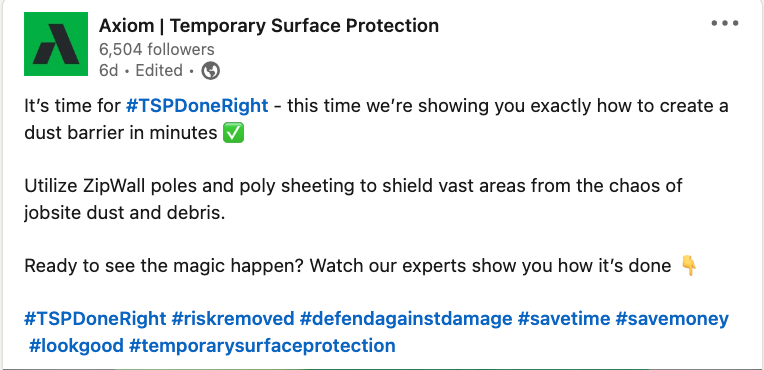 Axiom | Temporary Surface Protection
6,504 followers
6d • Edited •
It's time for #TSPDoneRight - this time we're showing you exactly how to create a
dust barrier in minutes ✅
Utilize ZipWall poles and poly sheeting to shield vast areas from the chaos of
jobsite dust and debris.
Ready to see the magic happen? Watch our experts show you how it's done 👇
#TSPDoneRight #riskremoved #defendagainstdamage #savetime #savemoney
#lookgood #temporarysurfaceprotection